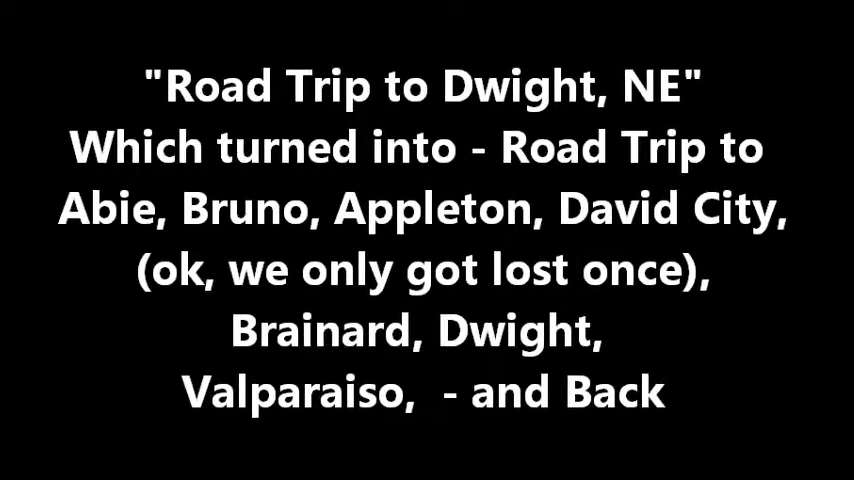 "Road Trip to Dwight, NE"
Which turned into - Road Trip to
Abie, Bruno, Appleton, David City,
(ok, we only got lost once),
Brainard, Dwight,
Valparaiso,  - and Back